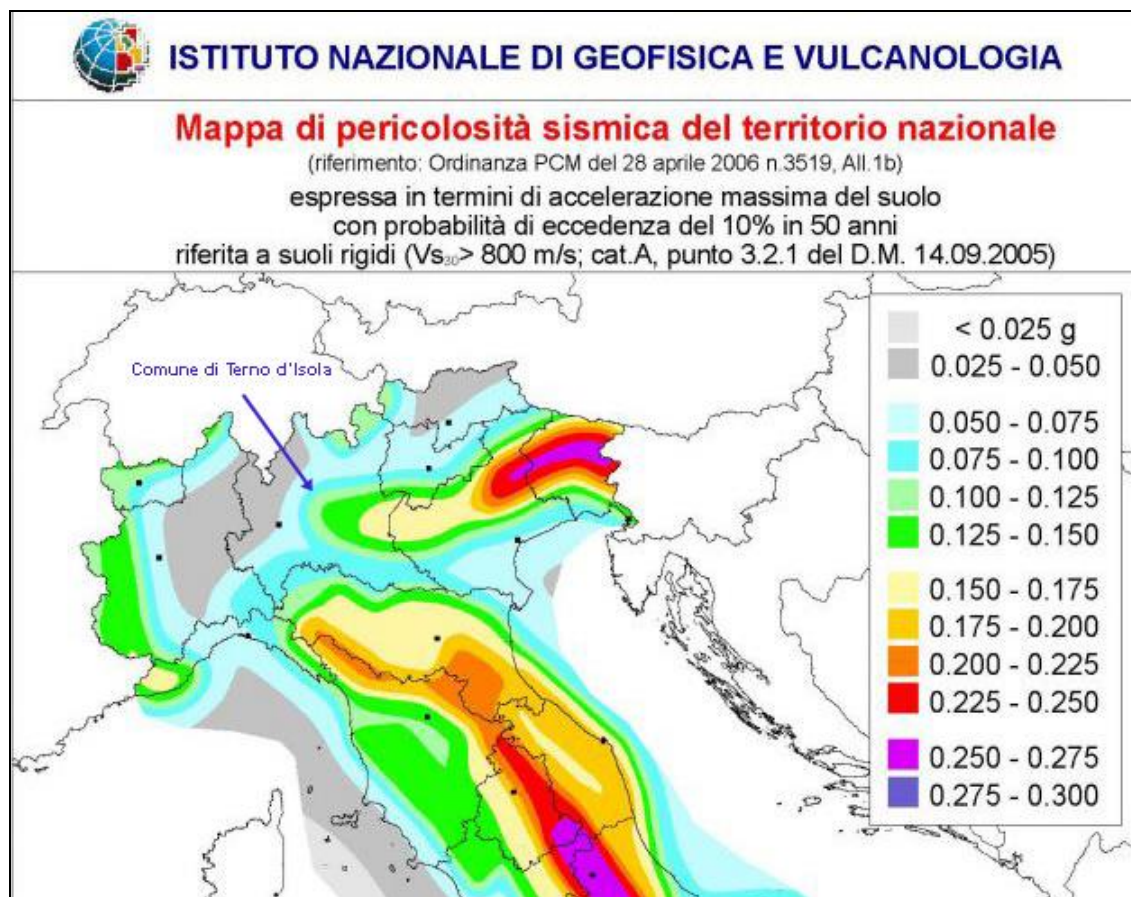 ISTITUTO NAZIONALE DI GEOFISICA E VULCANOLOGIA
Mappa di pericolosità sismica del territorio nazionale
(riferimento: Ordinanza PCM del 28 aprile 2006 n.3519, All.1b)
espressa in termini di accelerazione massima del suolo
con probabilità di eccedenza del 10% in 50 anni
riferita a suoli rigidi (Vs30> 800 m/s; cat.A, punto 3.2.1 del D.M. 14.09.2005)
Comune di Terno d'Isola
< 0.025 g
0.025 - 0.050
0.050 - 0.075
0.075 - 0.100
0.100 - 0.125
0.125 - 0.150
0.150 - 0.175
0.175 - 0.200
0.200 - 0.225
0.225 - 0.250
0.250 - 0.275
0.275 - 0.300